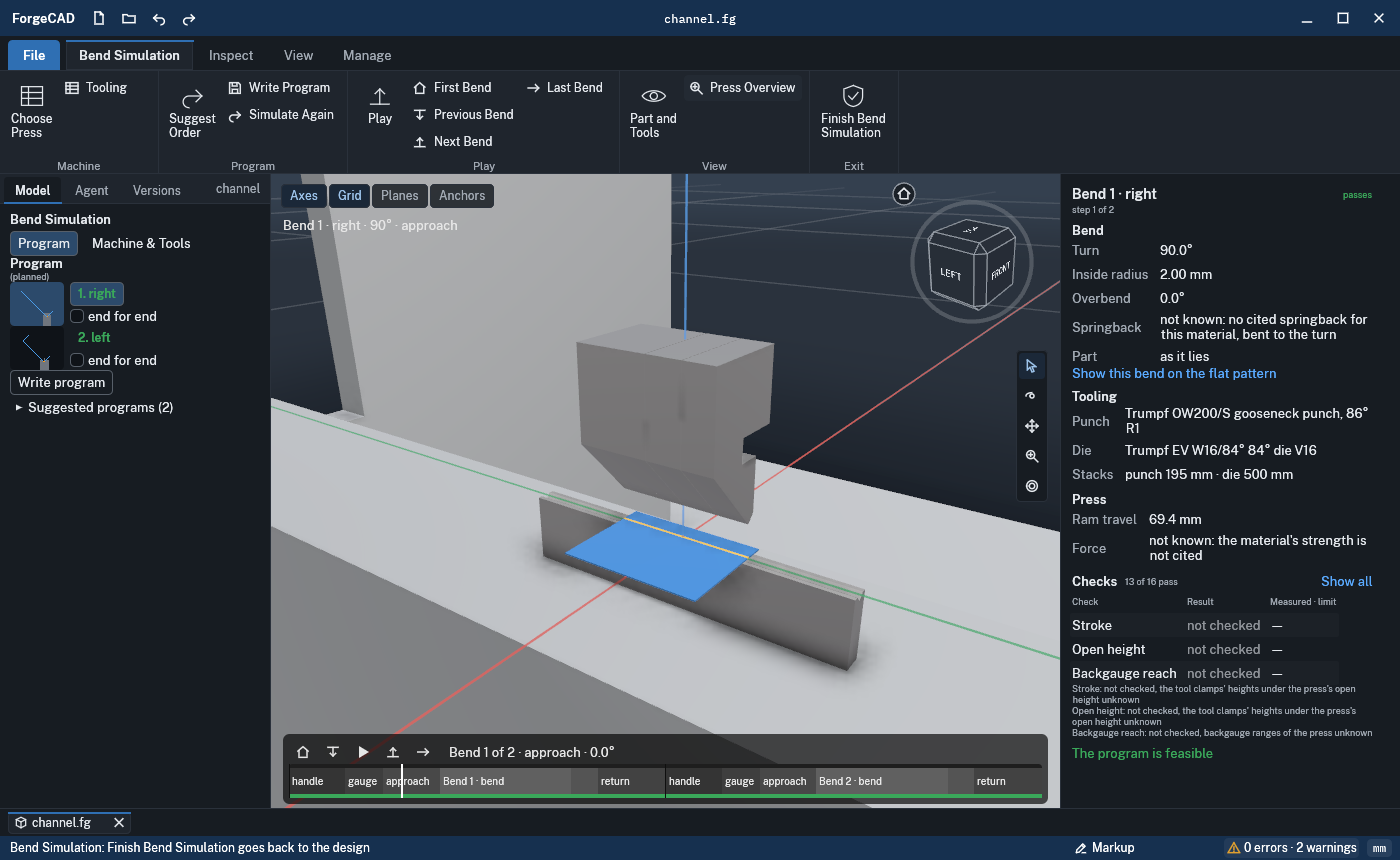 ForgeCAD
channel.fg
File
Bend Simulation
Inspect
View
Manage
Choose Press
Tooling
Machine
Suggest Order
Write Program
Simulate Again
Program
Play
First Bend
Previous Bend
Next Bend
Last Bend
Play
Part and Tools
Press Overview
View
Finish Bend Simulation
Exit
Model
Agent
Versions
channel
Bend Simulation
Program
Machine & Tools
Program
(planned)
1. right
end for end
2. left
end for end
Write program
Suggested programs (2)
Axes
Grid
Planes
Anchors
Bend 1 · right · 90° · approach
LEFT
FRONT
Bend 1 of 2 · approach · 0.0°
handle
gauge
approach
Bend 1 · bend
return
handle
gauge
approach
Bend 2 · bend
return
Bend 1 · right
passes
step 1 of 2
Bend
Turn 90.0°
Inside radius 2.00 mm
Overbend 0.0°
Springback not known: no cited springback for
this material, bent to the turn
Part as it lies
Show this bend on the flat pattern
Tooling
Punch Trumpf OW200/S gooseneck punch, 86°
R1
Die Trumpf EV W16/84° 84° die V16
Stacks punch 195 mm · die 500 mm
Press
Ram travel 69.4 mm
Force not known: the material's strength is
not cited
Checks 13 of 16 pass
Show all
Check Result Measured · limit
Stroke not checked —
Open height not checked —
Backgauge reach not checked —
Stroke: not checked, the tool clamps' heights under the press's open
height unknown
Open height: not checked, the tool clamps' heights under the press's
open height unknown
Backgauge reach: not checked, backgauge ranges of the press unknown
The program is feasible
channel.fg
Bend Simulation: Finish Bend Simulation goes back to the design
Markup
0 errors · 2 warnings
mm